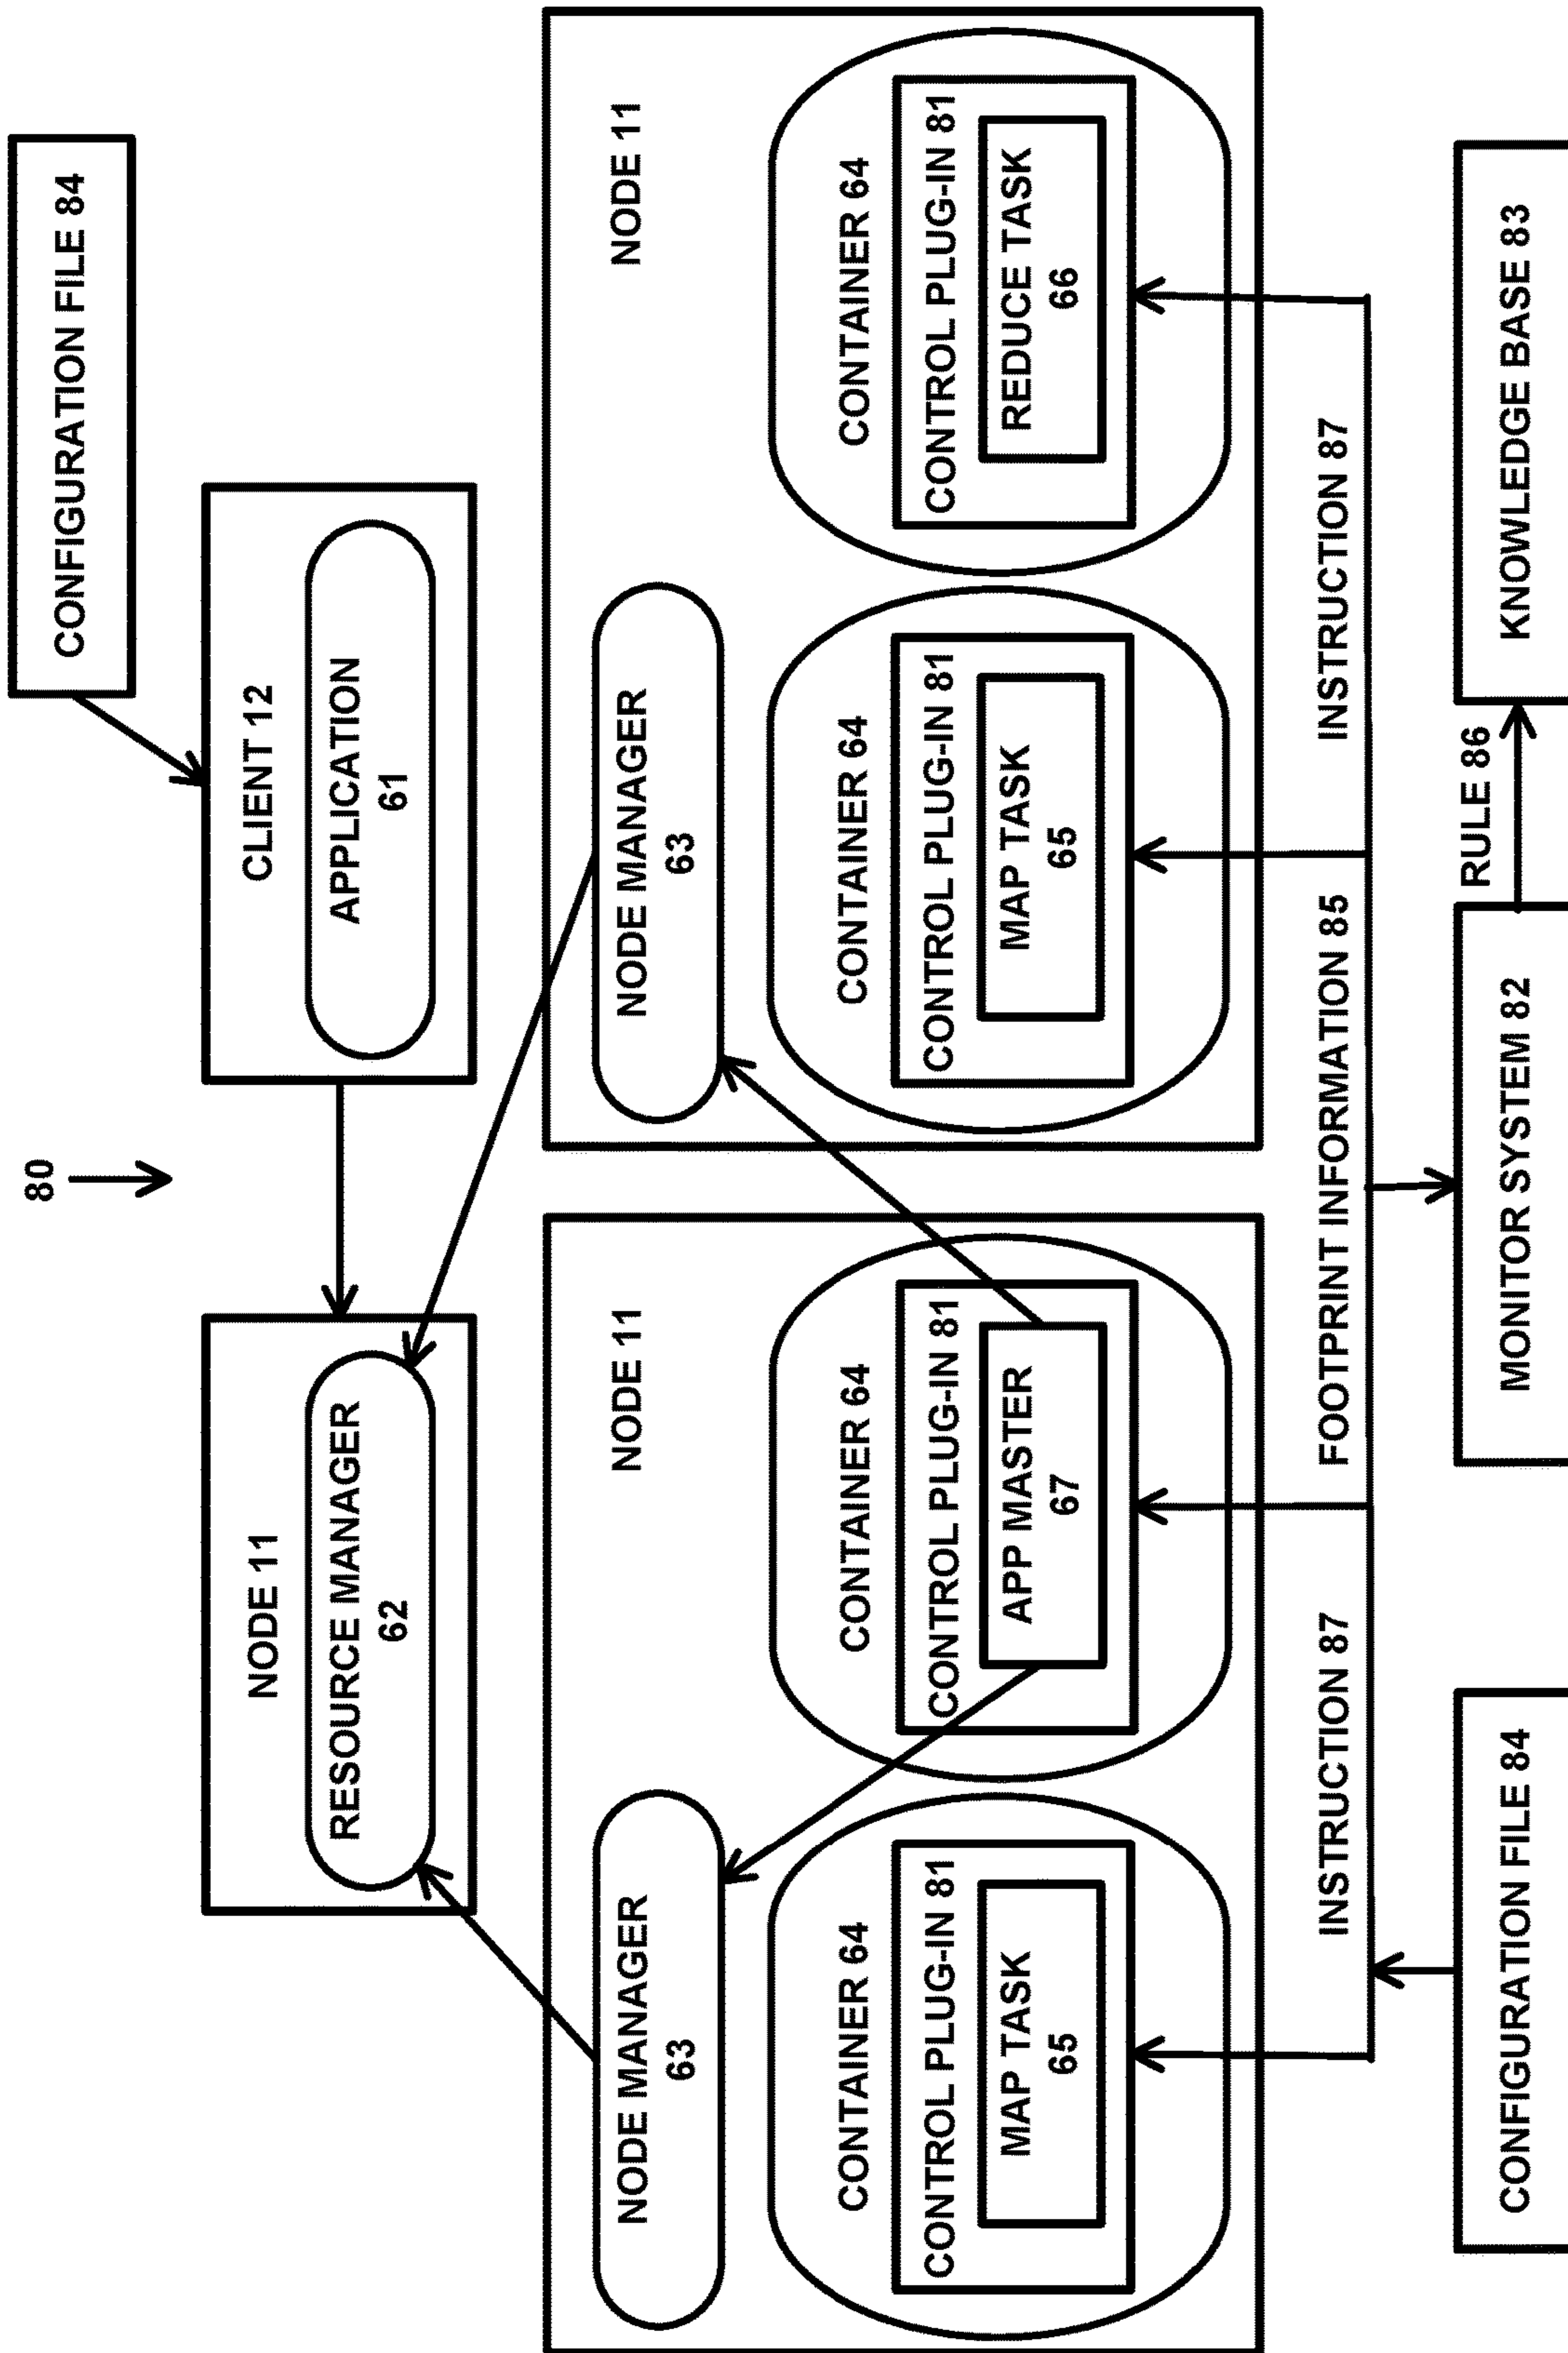 80
CONFIGURATION FILE 84
NODE 11
RESOURCE MANAGER
62
CLIENT 12
APPLICATION
61
NODE MANAGER
63
NODE 11
CONTAINER 64
CONTROL PLUG-IN 81
MAP TASK
65
CONTAINER 64
CONTROL PLUG-IN 81
APP MASTER
67
NODE MANAGER
63
NODE 11
CONTAINER 64
CONTROL PLUG-IN 81
MAP TASK
65
CONTAINER 64
CONTROL PLUG-IN 81
REDUCE TASK
66
INSTRUCTION 87
FOOTPRINT INFORMATION 85
INSTRUCTION 87
CONFIGURATION FILE 84
MONITOR SYSTEM 82
RULE 86
KNOWLEDGE BASE 83